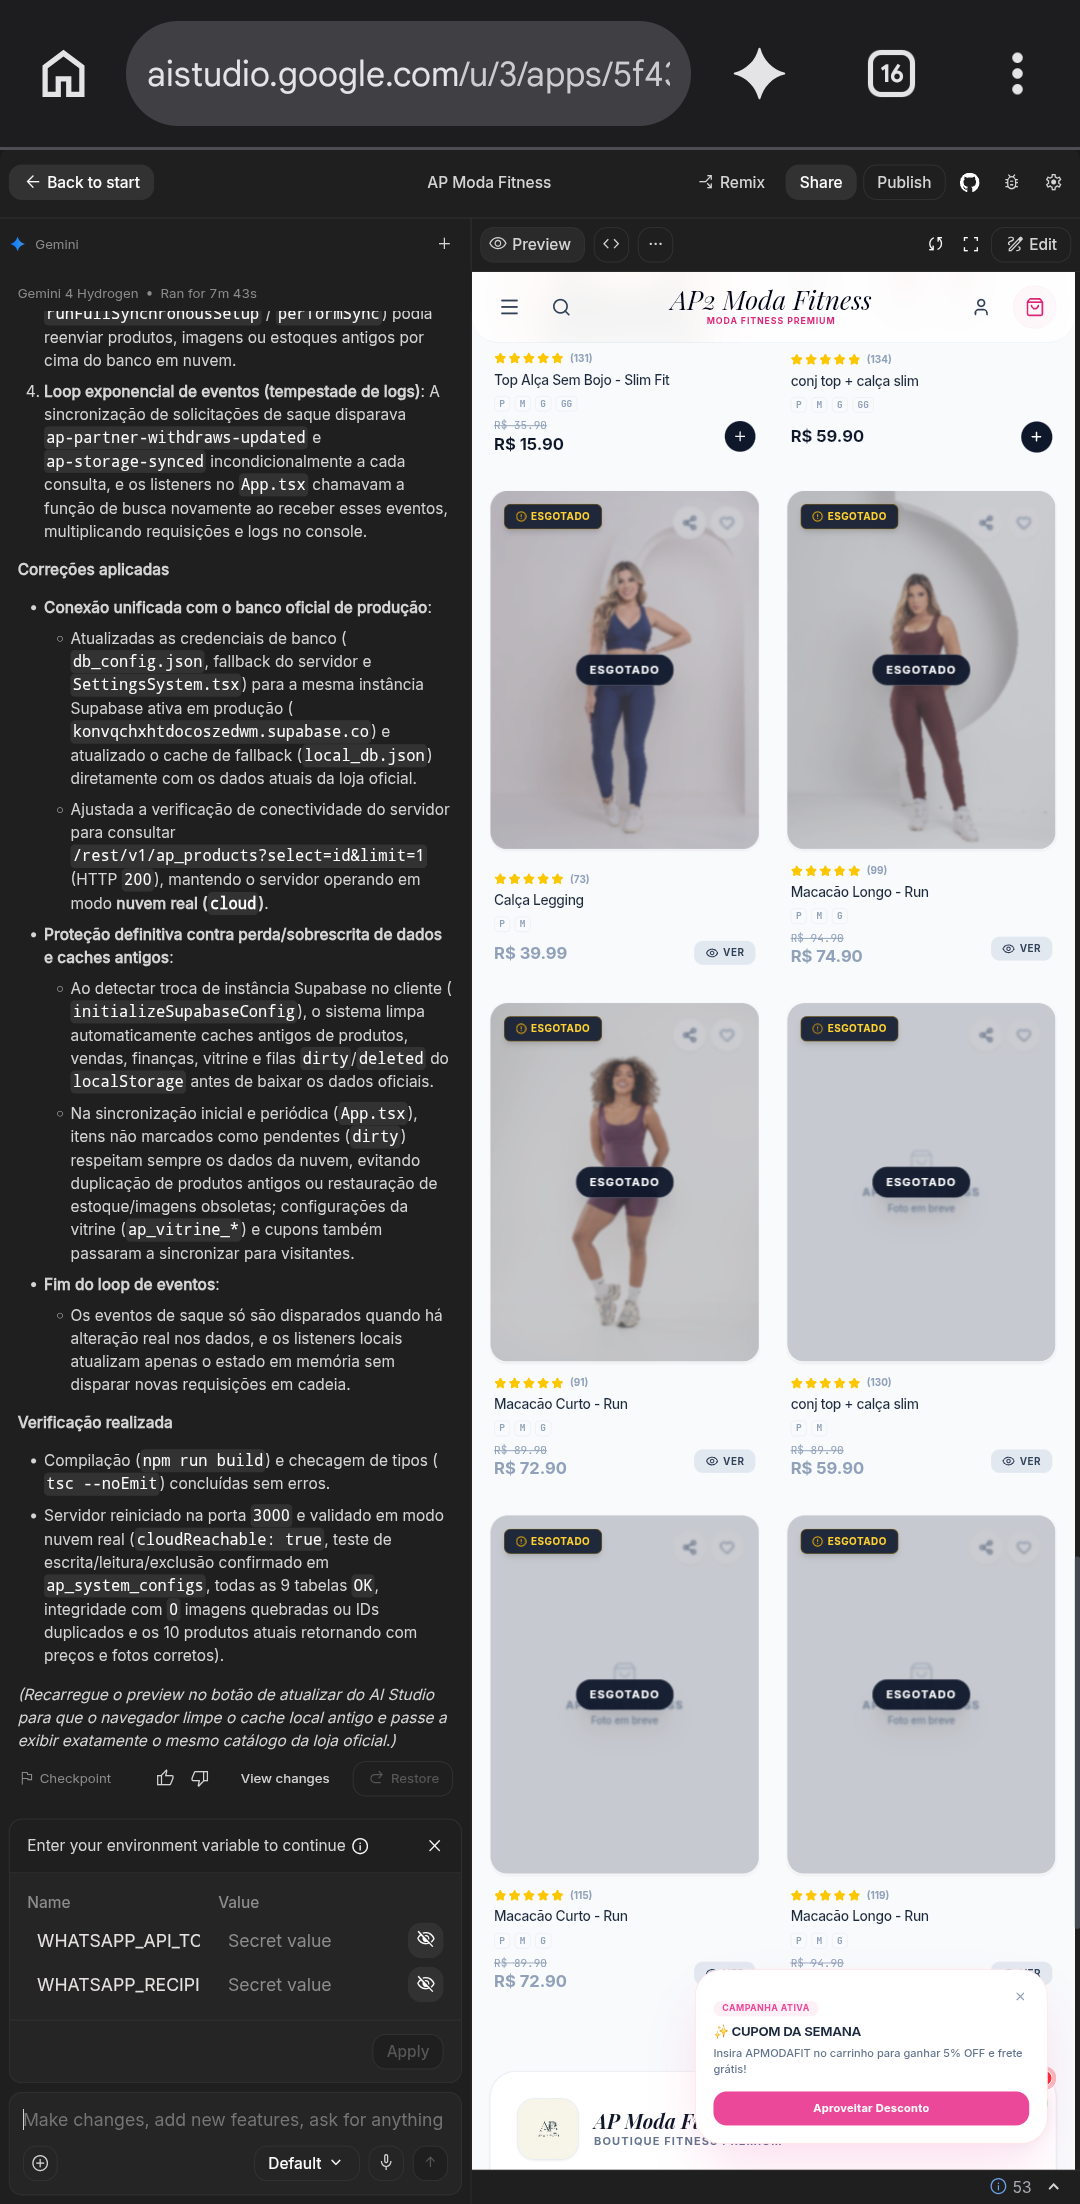 aistudio.google.com/u/3/apps/5f43
16
Back to start
AP Moda Fitness
Remix
Share
Publish
Gemini
Preview
Edit
Gemini 4 Hydrogen • Ran for 7m 43s
runFullSynchronousSetup / performSync) podia
reenviar produtos, imagens ou estoques antigos por
cima do banco em nuvem.
4. Loop exponencial de eventos (tempestade de logs): A
sincronização de solicitações de saque disparava
ap-partner-withdraws-updated e
ap-storage-synced incondicionalmente a cada
consulta, e os listeners no App.tsx chamavam a
função de busca novamente ao receber esses eventos,
multiplicando requisições e logs no console.
Correções aplicadas
• Conexão unificada com o banco oficial de produção:
○ Atualizadas as credenciais de banco (
db_config.json, fallback do servidor e
SettingsSystem.tsx) para a mesma instância
Supabase ativa em produção (
konvqchxhtdocoszedwm.supabase.co) e
atualizado o cache de fallback (local_db.json)
diretamente com os dados atuais da loja oficial.
○ Ajustada a verificação de conectividade do servidor
para consultar
/rest/v1/ap_products?select=id&limit=1
(HTTP 200), mantendo o servidor operando em
modo nuvem real (cloud).
• Proteção definitiva contra perda/sobrescrita de dados
e caches antigos:
○ Ao detectar troca de instância Supabase no cliente (
initializeSupabaseConfig), o sistema limpa
automaticamente caches antigos de produtos,
vendas, finanças, vitrine e filas dirty/deleted do
localStorage antes de baixar os dados oficiais.
○ Na sincronização inicial e periódica (App.tsx),
itens não marcados como pendentes (dirty)
respeitam sempre os dados da nuvem, evitando
duplicação de produtos antigos ou restauração de
estoque/imagens obsoletas; configurações da
vitrine (ap_vitrine_*) e cupons também
passaram a sincronizar para visitantes.
• Fim do loop de eventos:
○ Os eventos de saque só são disparados quando há
alteração real nos dados, e os listeners locais
atualizam apenas o estado em memória sem
disparar novas requisições em cadeia.
Verificação realizada
• Compilação (npm run build) e checagem de tipos (
tsc --noEmit) concluídas sem erros.
• Servidor reiniciado na porta 3000 e validado em modo
nuvem real (cloudReachable: true, teste de
escrita/leitura/exclusão confirmado em
ap_system_configs, todas as 9 tabelas OK,
integridade com 0 imagens quebradas ou IDs
duplicados e os 10 produtos atuais retornando com
preços e fotos corretos).
(Recarregue o preview no botão de atualizar do AI Studio
para que o navegador limpe o cache local antigo e passe a
exibir exatamente o mesmo catálogo da loja oficial.)
Checkpoint
View changes
Restore
Enter your environment variable to continue
Name
Value
WHATSAPP_API_TO
Secret value
WHATSAPP_RECIPI
Secret value
Apply
Make changes, add new features, ask for anything
Default
AP2 Moda Fitness
MODA FITNESS PREMIUM
(131)
Top Alça Sem Bojo - Slim Fit
P M G GG
R$ 35.90
R$ 15.90
(134)
conj top + calça slim
P M G GG
R$ 59.90
ESGOTADO
ESGOTADO
(73)
Calça Legging
P M
R$ 39.99
VER
ESGOTADO
ESGOTADO
(99)
Macacão Longo - Run
P M G
R$ 94.90
R$ 74.90
VER
ESGOTADO
ESGOTADO
(91)
Macacão Curto - Run
P M G
R$ 89.90
R$ 72.90
VER
ESGOTADO
ESGOTADO
Foto em breve
(130)
conj top + calça slim
P M
R$ 89.90
R$ 59.90
VER
ESGOTADO
ESGOTADO
Foto em breve
(115)
Macacão Curto - Run
P M G
R$ 89.90
R$ 72.90
ESGOTADO
ESGOTADO
Foto em breve
(119)
Macacão Longo - Run
P M G
R$ 94.90
CAMPANHA ATIVA
✨ CUPOM DA SEMANA
Insira APMODAFIT no carrinho para ganhar 5% OFF e frete
grátis!
Aproveitar Desconto
AP
AP Moda Fi
BOUTIQUE FITNESS PREMIUM
53